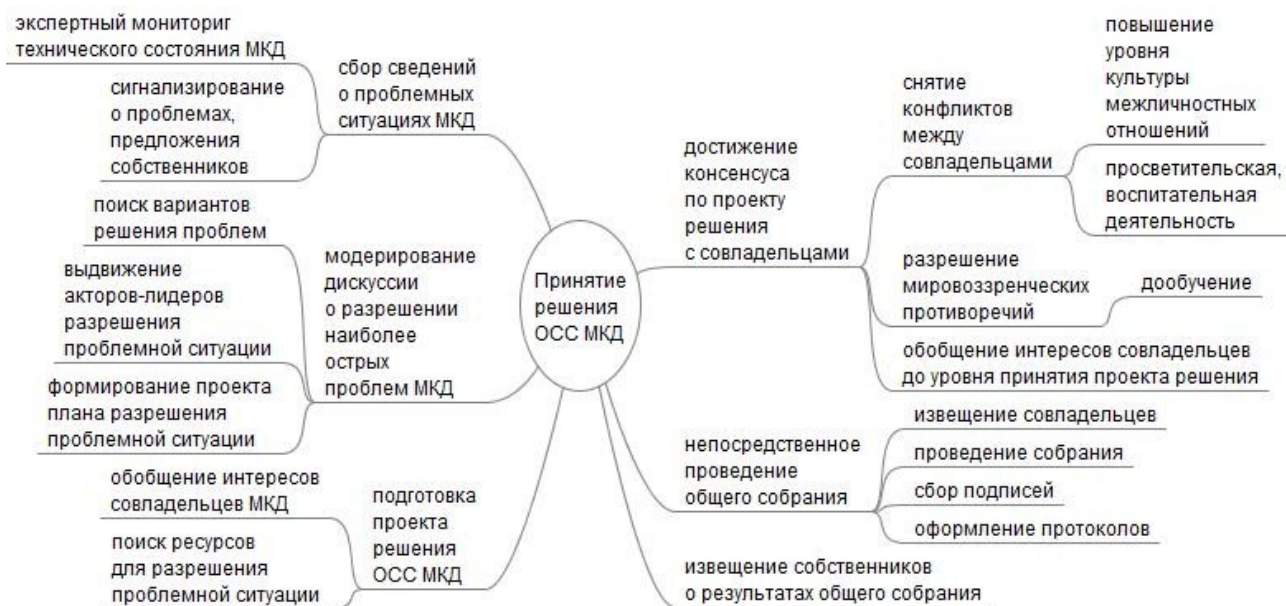 экспертный мониториг
технического состояния МКД
сигнализирование
о проблемах,
предложения
собственников
сбор сведений
о проблемных
ситуациях МКД
поиск вариантов
решения проблем
выдвижение
акторов-лидеров
разрешения
проблемной ситуации
формирование проекта
плана разрешения
проблемной ситуации
модерирование
дискуссии
о разрешении
наиболее
острых
проблем МКД
обобщение интересов
совладельцев МКД
поиск ресурсов
для разрешения
проблемной ситуации
подготовка
проекта
решения
ОСС МКД
Принятие
решения
ОСС МКД
достижение
консенсуса
по проекту
решения
с совладельцами
снятие
конфликтов
между
совладельцами
повышение
уровня
культуры
межличностных
отношений
просветительская,
воспитательная
деятельность
разрешение
мировоззренческих
противоречий
дообучение
обобщение интересов совладельцев
до уровня принятия проекта решения
непосредственное
проведение
общего собрания
извещение совладельцев
проведение собрания
сбор подписей
оформление протоколов
извещение собственников
о результатах общего собрания